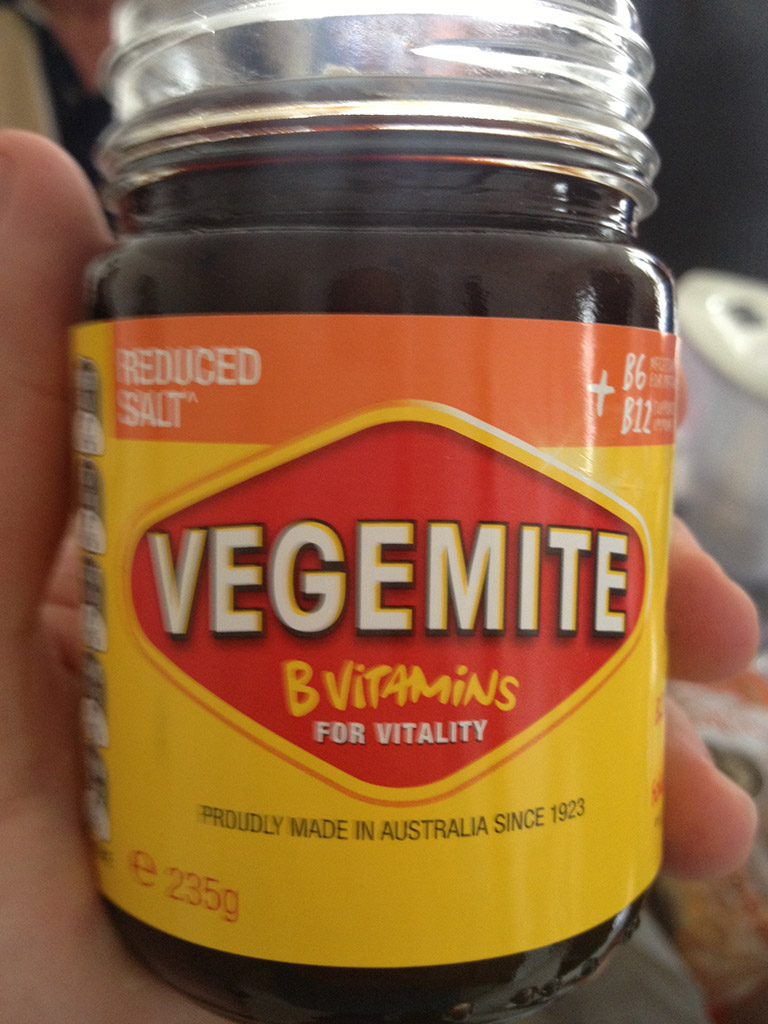 REDUCED
SALT^
+ B6
B12
VEGEMITE
B VITAMINS
FOR VITALITY
PROUDLY MADE IN AUSTRALIA SINCE 1923
℮ 235g